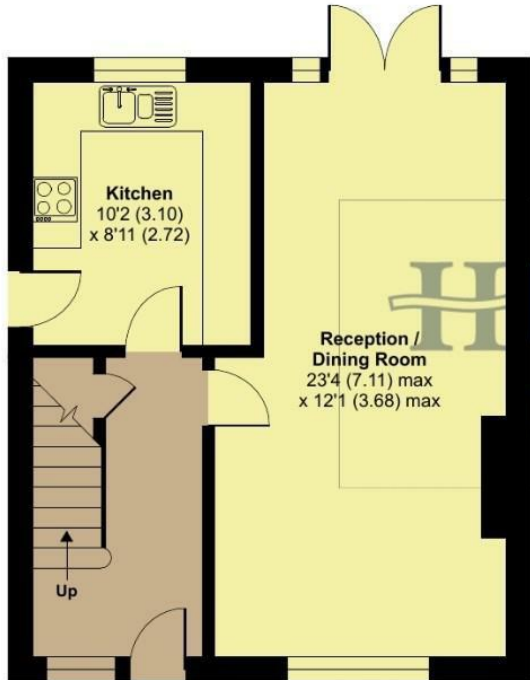 Kitchen
10'2 (3.10)
x 8'11 (2.72)
Reception /
Dining Room
23'4 (7.11) max
x 12'1 (3.68) max
Up
H